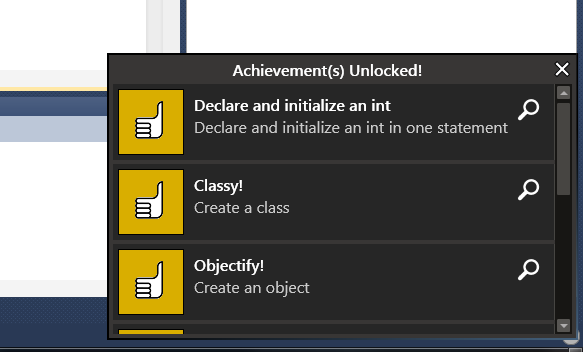 Achievement(s) Unlocked!
Declare and initialize an int
Declare and initialize an int in one statement
Classy!
Create a class
Objectify!
Create an object